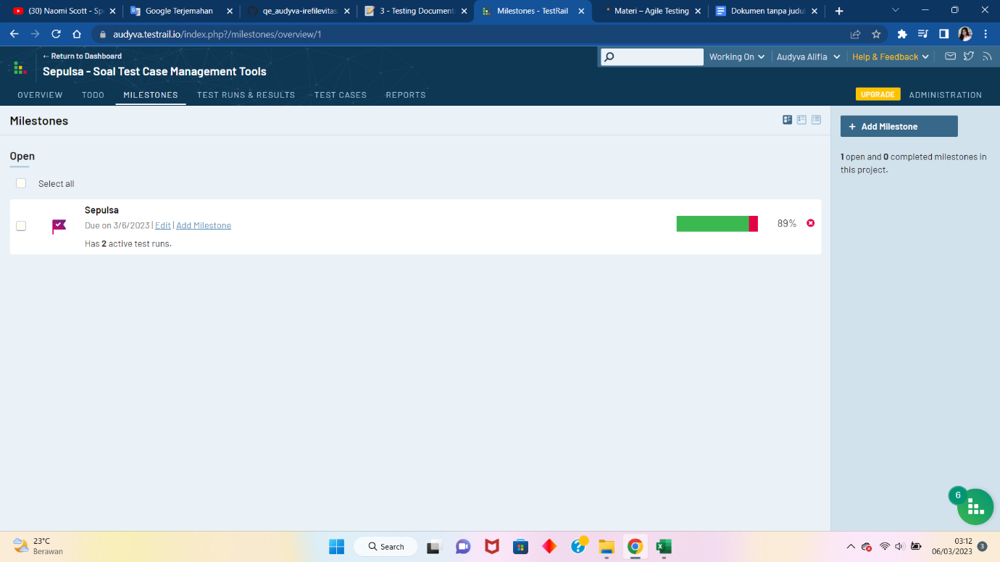 (30) Naomi Scott - Sp
Google Terjemahan
qe_audyva-irefilevitas
3 - Testing Documenta
Milestones - TestRail
Materi – Agile Testing
Dokumen tanpa judul
audyva.testrail.io/index.php?/milestones/overview/1
← Return to Dashboard
Working On
Audyva Alifia
Help & Feedback
Sepulsa - Soal Test Case Management Tools
OVERVIEW
TODO
MILESTONES
TEST RUNS & RESULTS
TEST CASES
REPORTS
UPGRADE
ADMINISTRATION
Milestones
+ Add Milestone
1 open and 0 completed milestones in
this project.
Open
Select all
Sepulsa
Due on 3/6/2023 | Edit | Add Milestone
Has 2 active test runs.
89%
6
23°C
Berawan
Search
03:12
06/03/2023
3